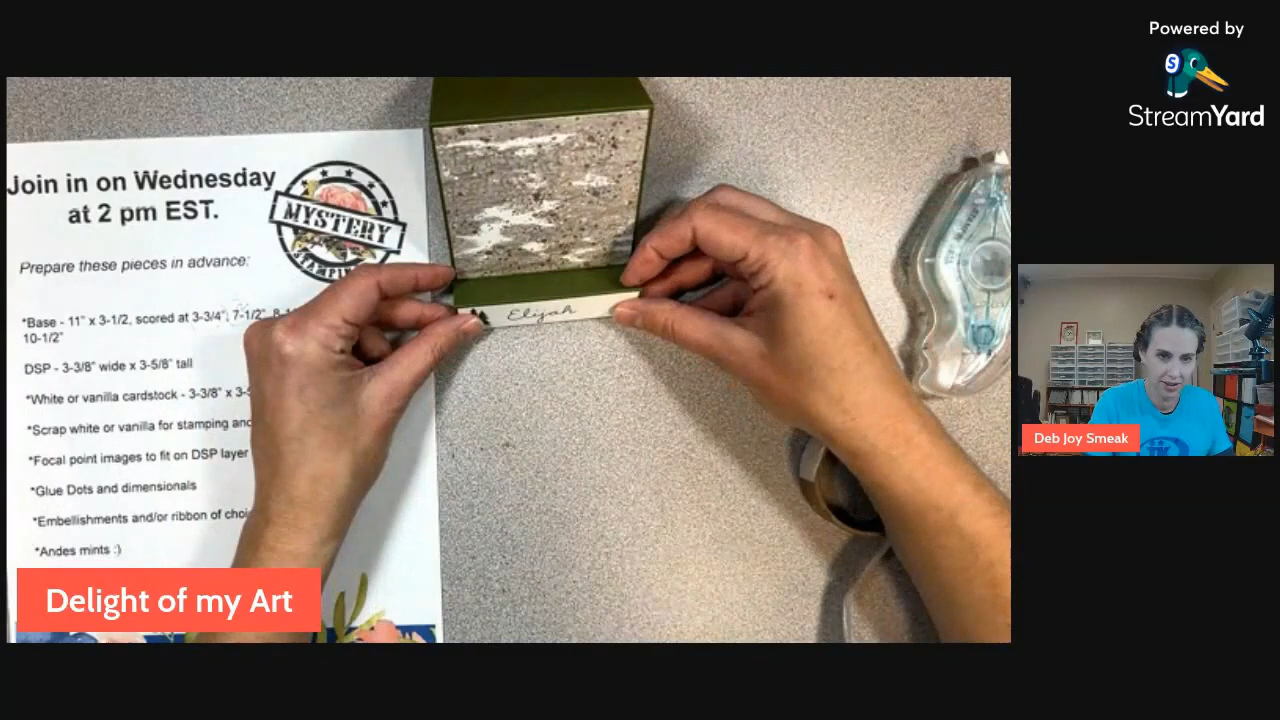 Powered by
StreamYard
Join in on Wednesday
at 2 pm EST.
MYSTERY
Prepare these pieces in advance:
*Base - 11" x 3-1/2, scored at 3-3/4", 7-1/2",
10-1/2"
DSP - 3-3/8" wide x 3-5/8" tall
*White or vanilla cardstock - 3-3/8" x
*Scrap white or vanilla for stamping
*Focal point images to fit on DSP layer
*Glue Dots and dimensionals
*Embellishments and/or ribbon of
*Andes mints :)
Elijah
Deb Joy Smeak
Delight of my Art